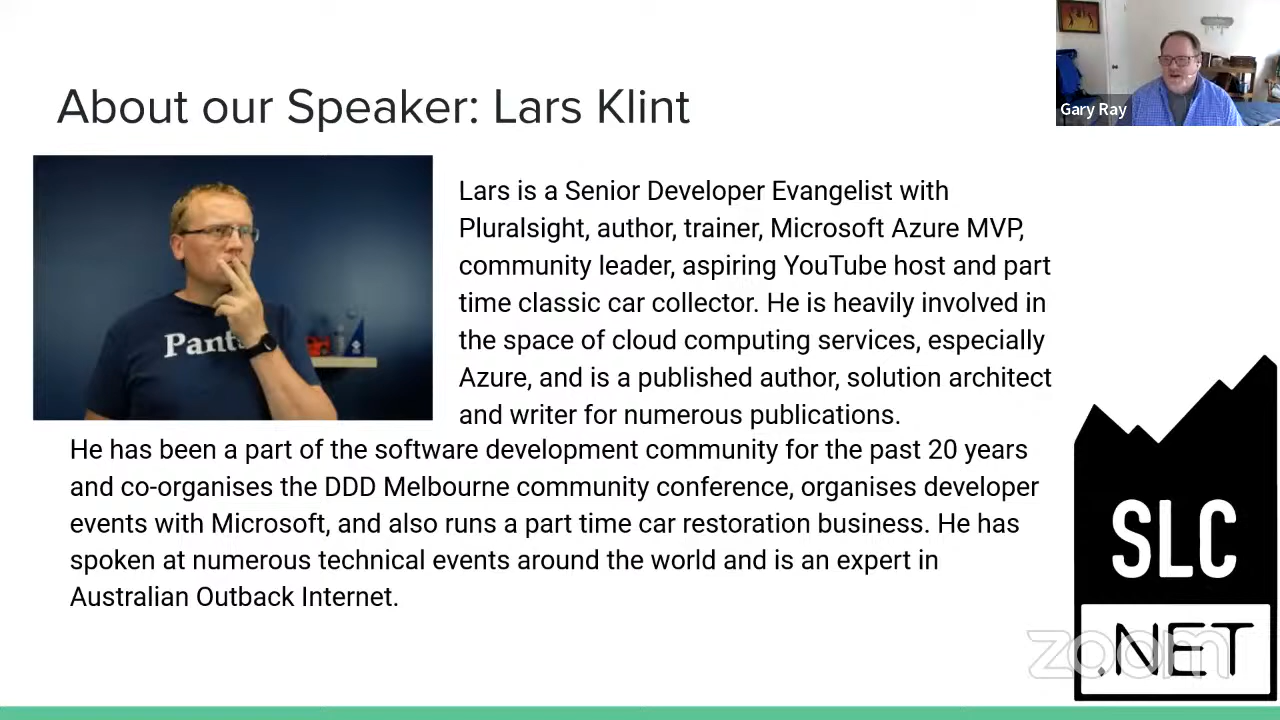 About our Speaker: Lars Klint
Gary Ray
Lars is a Senior Developer Evangelist with
Pluralsight, author, trainer, Microsoft Azure MVP,
community leader, aspiring YouTube host and part
time classic car collector. He is heavily involved in
the space of cloud computing services, especially
Azure, and is a published author, solution architect
and writer for numerous publications.
Pants
He has been a part of the software development community for the past 20 years
and co-organises the DDD Melbourne community conference, organises developer
events with Microsoft, and also runs a part time car restoration business. He has
spoken at numerous technical events around the world and is an expert in
Australian Outback Internet.
SLC
.NET
zoom